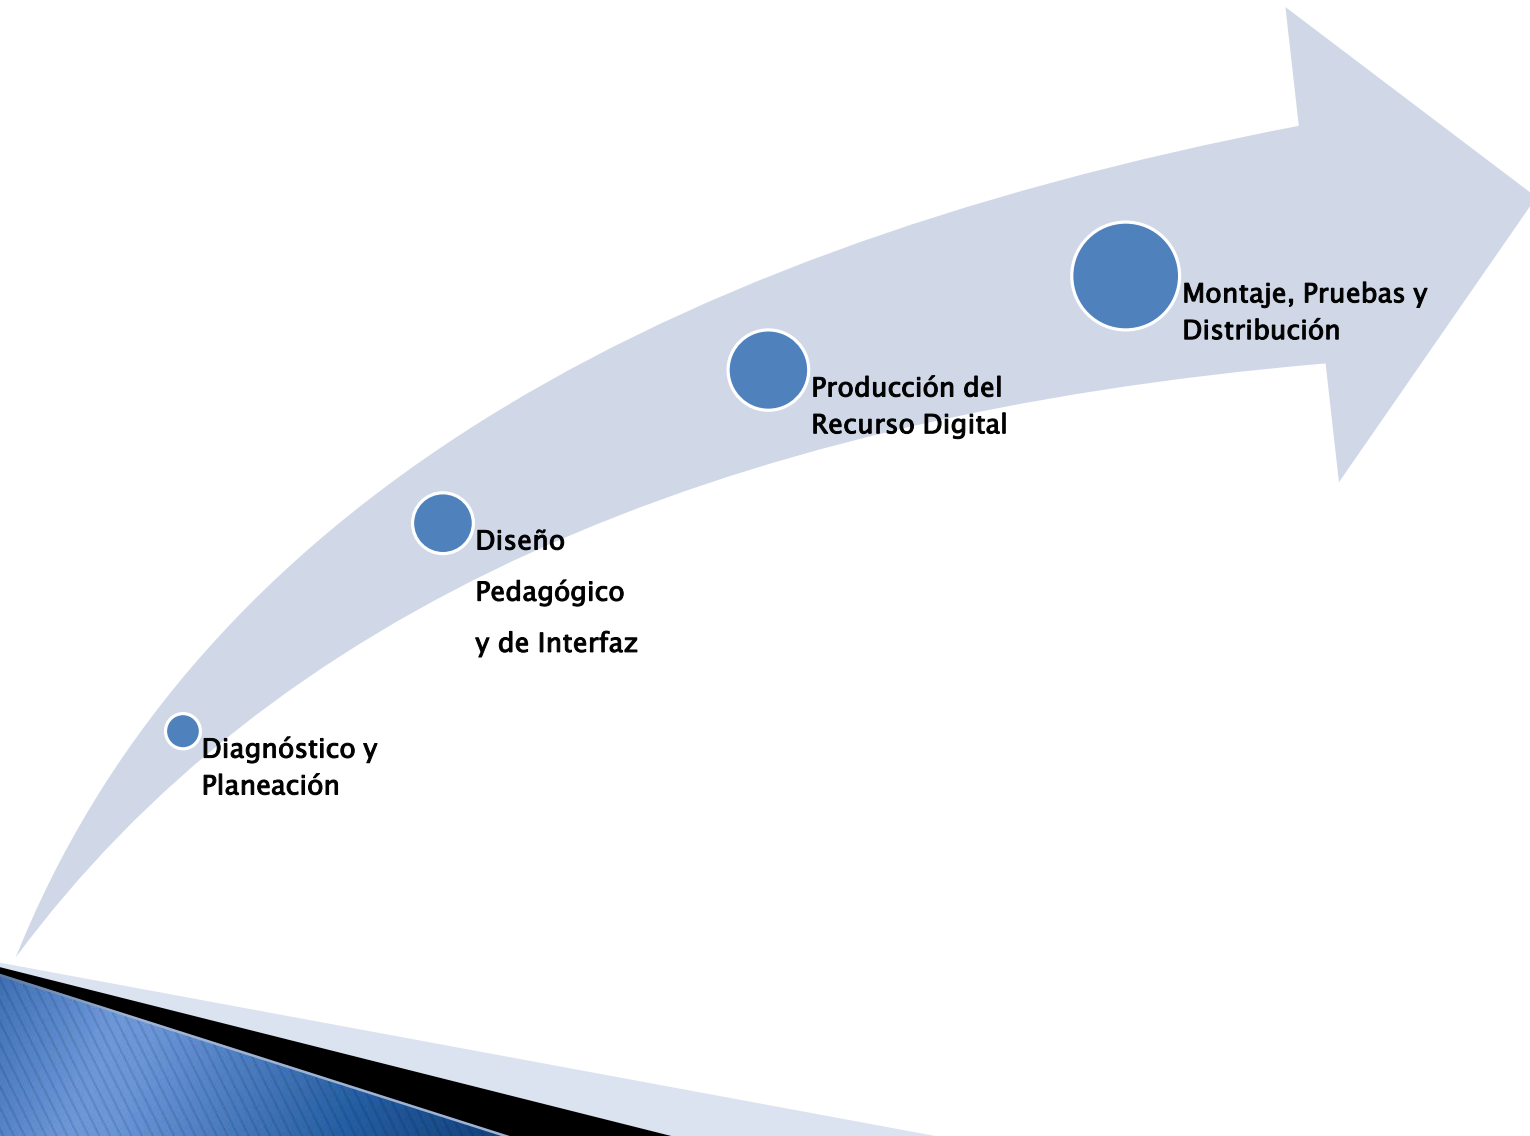 Montaje, Pruebas y
Distribución
Producción del
Recurso Digital
Diseño
Pedagógico
y de Interfaz
Diagnóstico y
Planeación